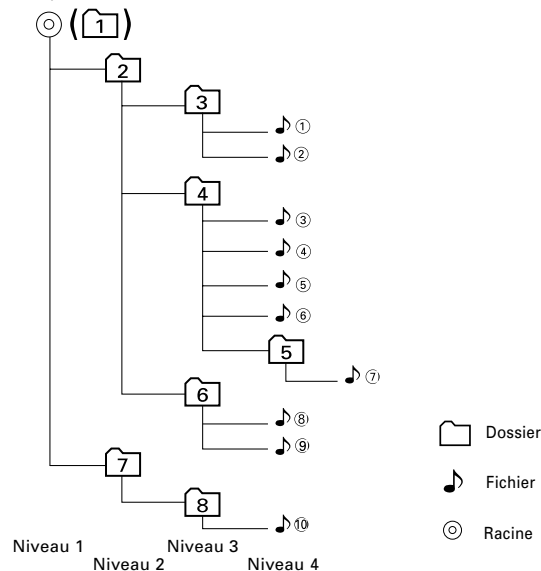 (1)
2
3
①
②
4
③
④
⑤
⑥
5
⑦
6
⑧
⑨
7
8
⑩
Dossier
Fichier
Racine
Niveau 1
Niveau 2
Niveau 3
Niveau 4